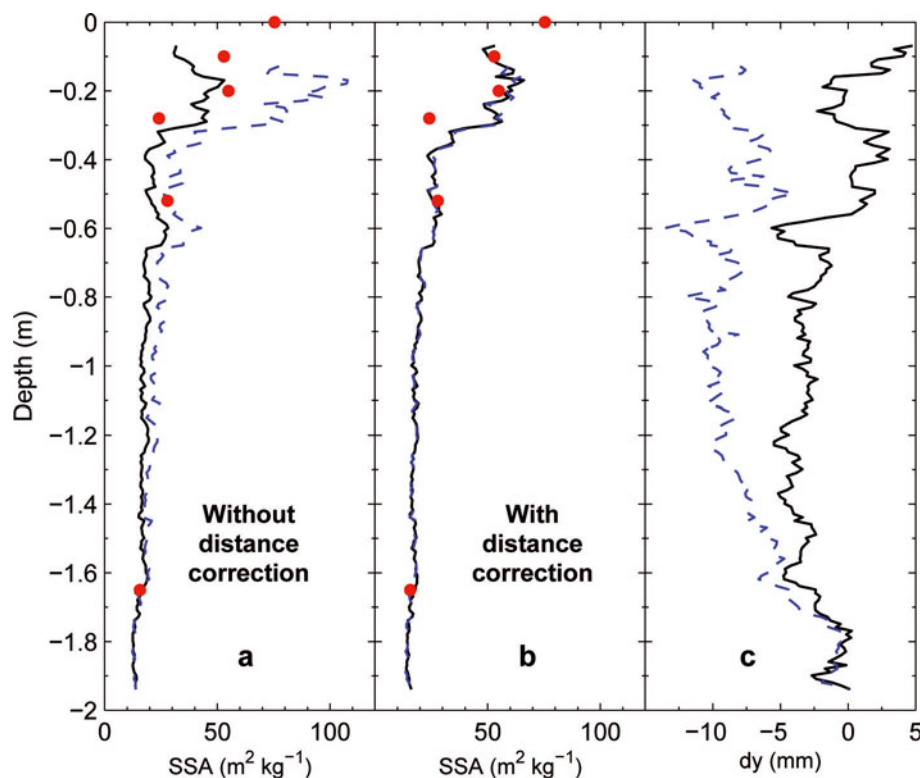 0
−0.2
−0.4
−0.6
−0.8
−1
−1.2
−1.4
−1.6
−1.8
−2
Depth (m)
Without
distance
correction
a
0 50 100
SSA (m² kg⁻¹)
With
distance
correction
b
50 100
SSA (m² kg⁻¹)
c
−10 −5 0 5
dy (mm)